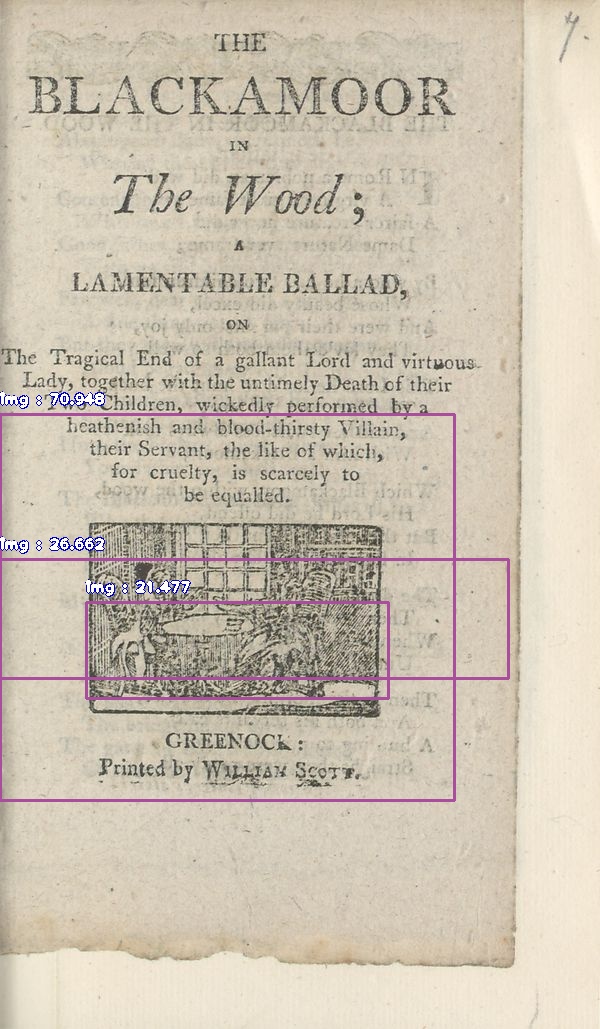 7.
THE
BLACKAMOOR
IN
The Wood;
A
LAMENTABLE BALLAD,
ON
The Tragical End of a gallant Lord and virtuous
Lady, together with the untimely Death of their
Two Children, wickedly performed by a
heathenish and blood-thirsty Villain,
their Servant, the like of which,
for cruelty, is scarcely to
be equalled.
GREENOCK:
Printed by WILLIAM SCOTT.
img : 70.948
img : 26.662
img : 21.477